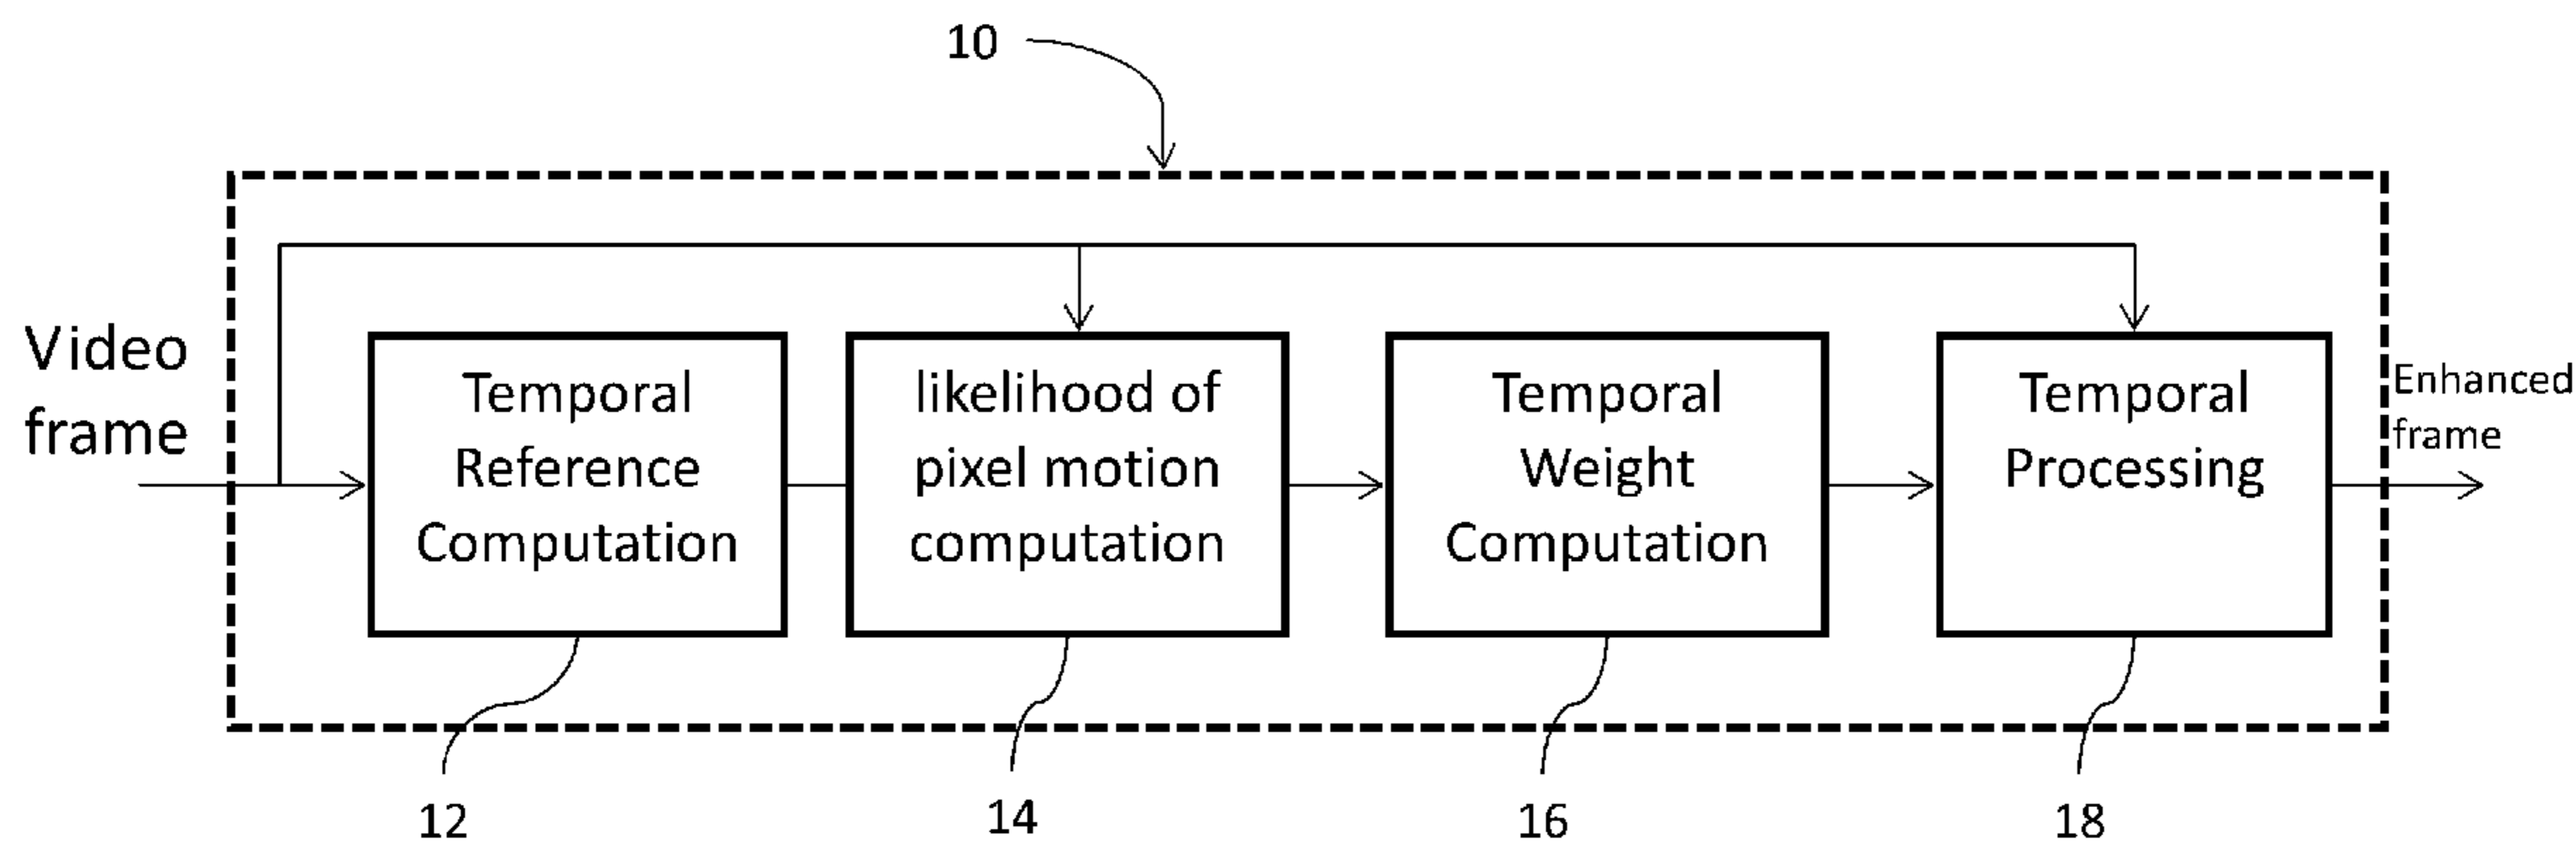 10
Video
frame
Temporal
Reference
Computation
likelihood of
pixel motion
computation
Temporal
Weight
Computation
Temporal
Processing
Enhanced
frame
12
14
16
18